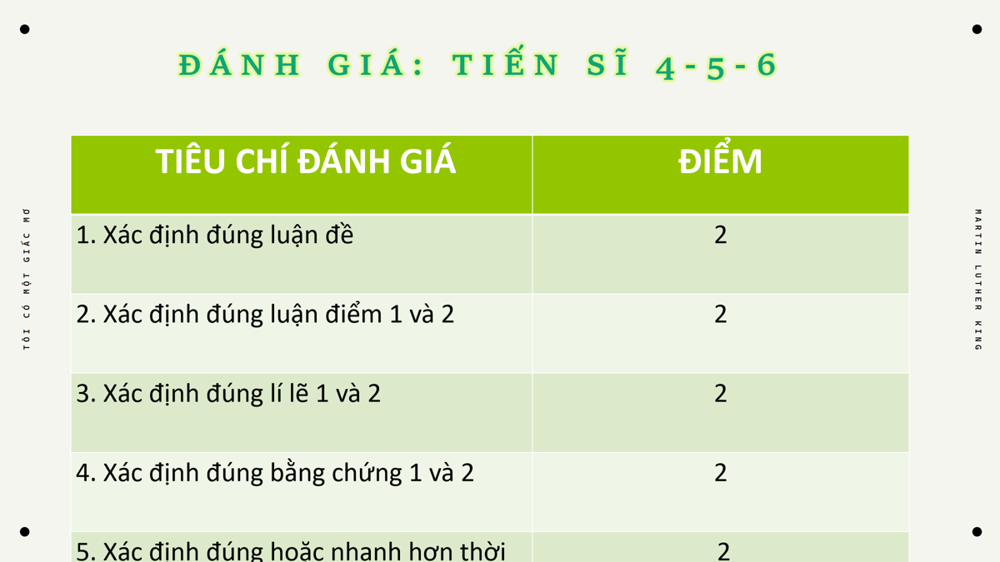 ĐÁNH GIÁ: TIẾN SĨ 4-5-6
TIÊU CHÍ ĐÁNH GIÁ
ĐIỂM
1. Xác định đúng luận đề
2
2. Xác định đúng luận điểm 1 và 2
2
3. Xác định đúng lí lẽ 1 và 2
2
4. Xác định đúng bằng chứng 1 và 2
2
5. Xác định đúng hoặc nhanh hơn thời
2
TÔI CÓ MỘT GIẤC MƠ
MARTIN LUTHER KING